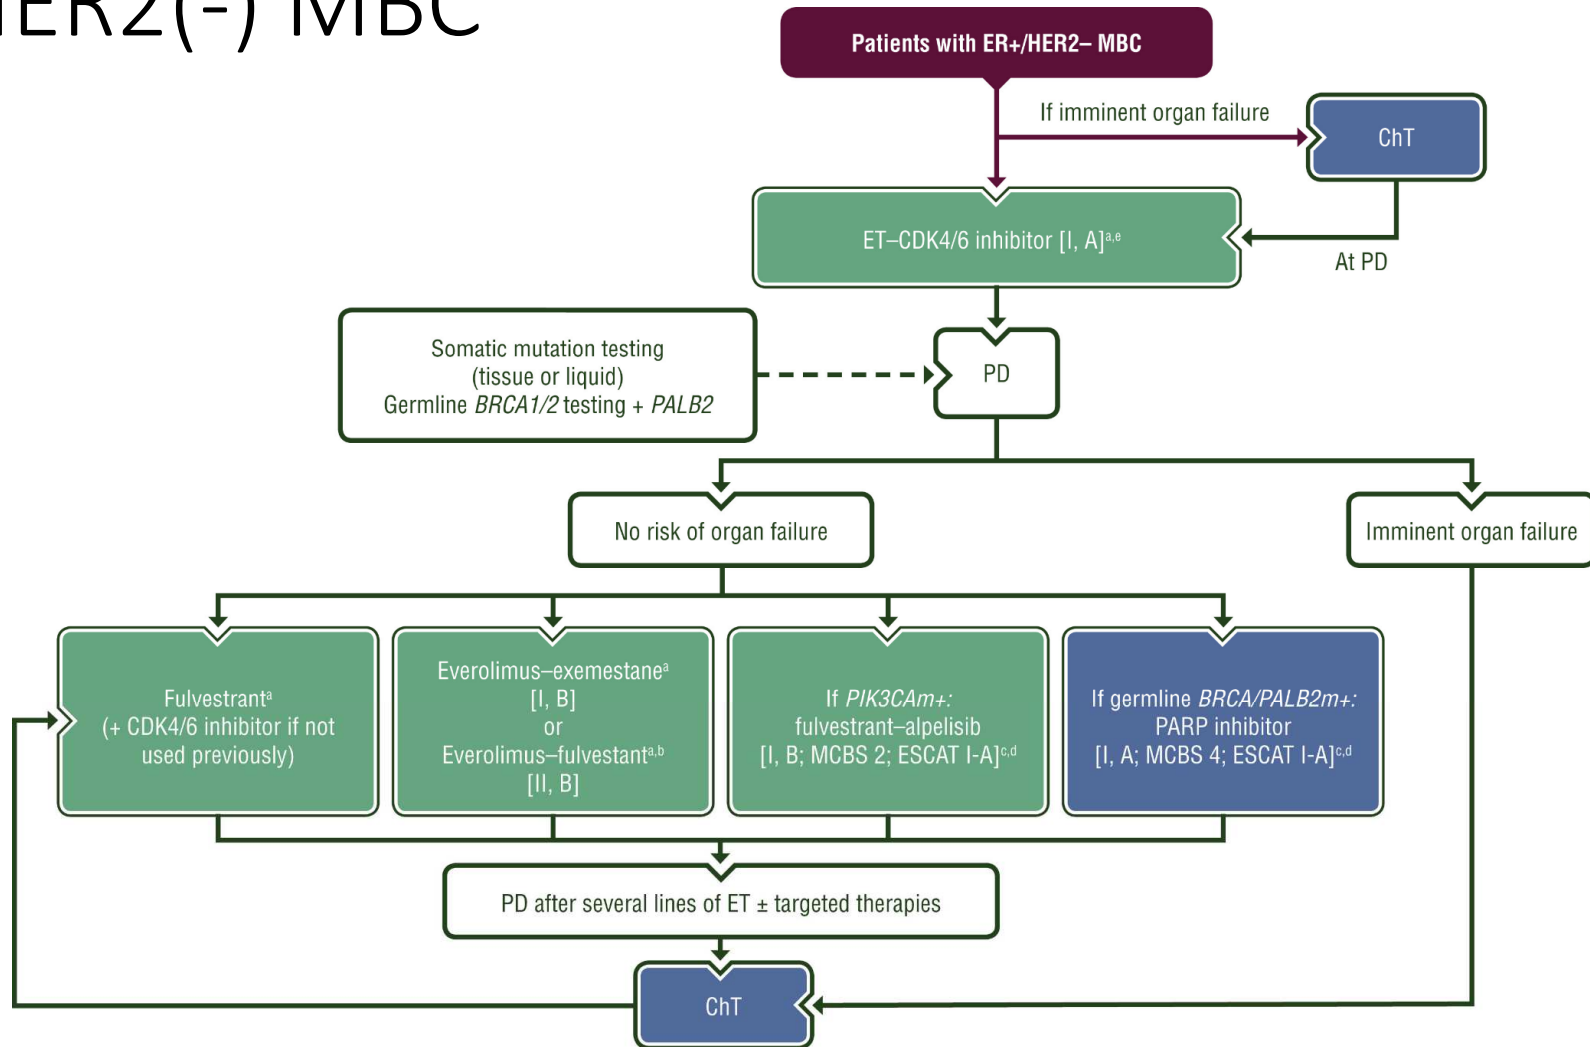 HER2(-) MBC
Patients with ER+/HER2– MBC
If imminent organ failure
ChT
ET–CDK4/6 inhibitor [I, A]a,e
At PD
Somatic mutation testing
(tissue or liquid)
Germline BRCA1/2 testing + PALB2
PD
No risk of organ failure
Imminent organ failure
Fulvestranta
(+ CDK4/6 inhibitor if not
used previously)
Everolimus–exemestanea
[I, B]
or
Everolimus–fulvestanta,b
[II, B]
If PIK3CAm+:
fulvestrant–alpelisib
[I, B; MCBS 2; ESCAT I-A]c,d
If germline BRCA/PALB2m+:
PARP inhibitor
[I, A; MCBS 4; ESCAT I-A]c,d
PD after several lines of ET ± targeted therapies
ChT